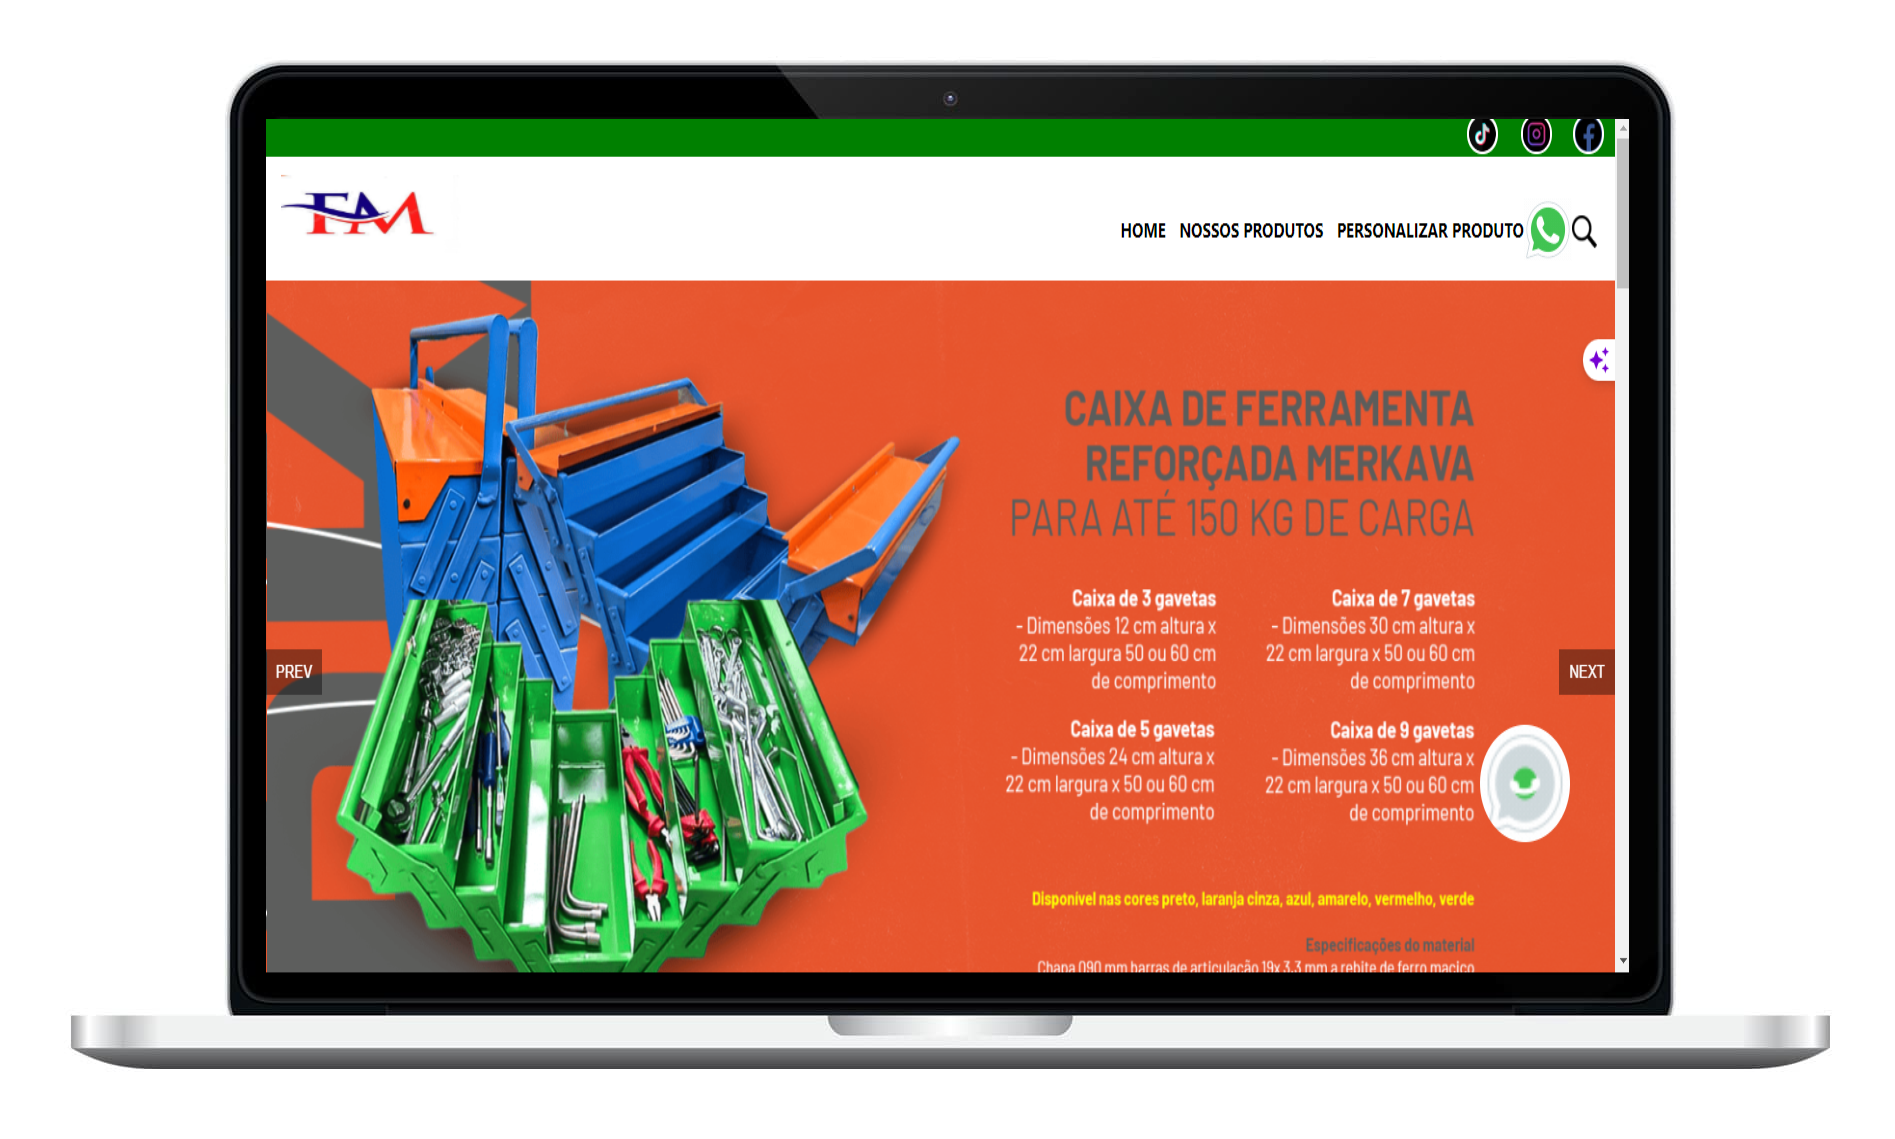 FM
HOME NOSSOS PRODUTOS PERSONALIZAR PRODUTO
CAIXA DE FERRAMENTA
REFORÇADA MERKAVA
PARA ATÉ 150 KG DE CARGA
Caixa de 3 gavetas
- Dimensões 12 cm altura x
22 cm largura 50 ou 60 cm
de comprimento
Caixa de 7 gavetas
- Dimensões 30 cm altura x
22 cm largura x 50 ou 60 cm
de comprimento
PREV
NEXT
Caixa de 5 gavetas
- Dimensões 24 cm altura x
22 cm largura x 50 ou 60 cm
de comprimento
Caixa de 9 gavetas
- Dimensões 36 cm altura x
22 cm largura x 50 ou 60 cm
de comprimento
Disponível nas cores preto, laranja cinza, azul, amarelo, vermelho, verde
Especificações do material
Chapa 090 mm barras de articulação 19x 3,3 mm a rebite de ferro maciço